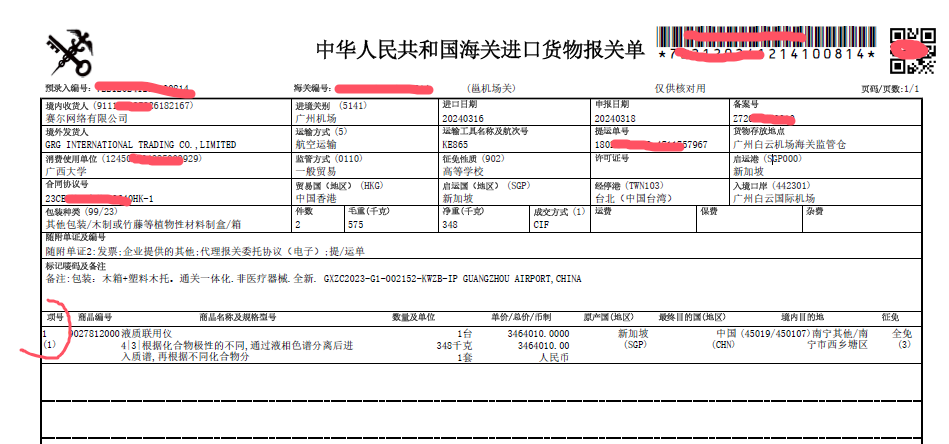 中华人民共和国海关进口货物报关单
预录入编号:
海关编号:
(邕机场关)
仅供核对用
页码/页数:1/1
境内收货人
进境关别 (5141)
进口日期
申报日期
备案号
赛尔网络有限公司
广州机场
20240316
20240318
境外发货人
运输方式 (5)
运输工具名称及航次号
提运单号
货物存放地点
GRG INTERNATIONAL TRADING CO.,LIMITED
航空运输
KE865
广州白云机场海关监管仓
消费使用单位
监管方式 (0110)
征免性质 (902)
许可证号
启运港 (SGP000)
广西大学
一般贸易
高等学校
新加坡
合同协议号
贸易国（地区）(HKG)
启运国（地区）(SGP)
经停港 (TWN103)
入境口岸 (442301)
中国香港
新加坡
台北（中国台湾）
广州白云国际机场
包装种类 (99/23)
件数
毛重(千克)
净重(千克)
成交方式 (1)
运费
保费
杂费
其他包装/木制或竹藤等植物性材料制盒/箱
2
575
348
CIF
随附单证及编号
随附单证2:发票;企业提供的其他;代理报关委托协议（电子）;提/运单
标记唛码及备注
备注:包装: 木箱+塑料木托。通关一体化.非医疗器械.全新. GXZC2023-G1-002152-KWZB-IP GUANGZHOU AIRPORT,CHINA
项号 商品编号 商品名称及规格型号 数量及单位 单价/总价/币制 原产国(地区) 最终目的国(地区) 境内目的地 征免
1 9027812000 液质联用仪 1台 3464010.0000 新加坡 中国 (45019/450107)南宁其他/南 全免
(1) 4|3|根据化合物极性的不同,通过液相色谱分离后进 348千克 3464010.00 (SGP) (CHN) 宁市西乡塘区 (3)
入质谱,再根据不同化合物分 1套 人民币